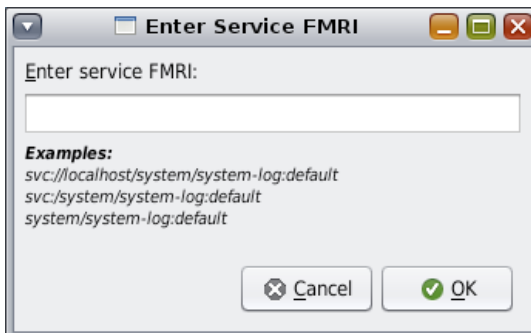 Enter Service FMRI
Enter service FMRI:
Examples:
svc://localhost/system/system-log:default
svc:/system/system-log:default
system/system-log:default
Cancel
OK